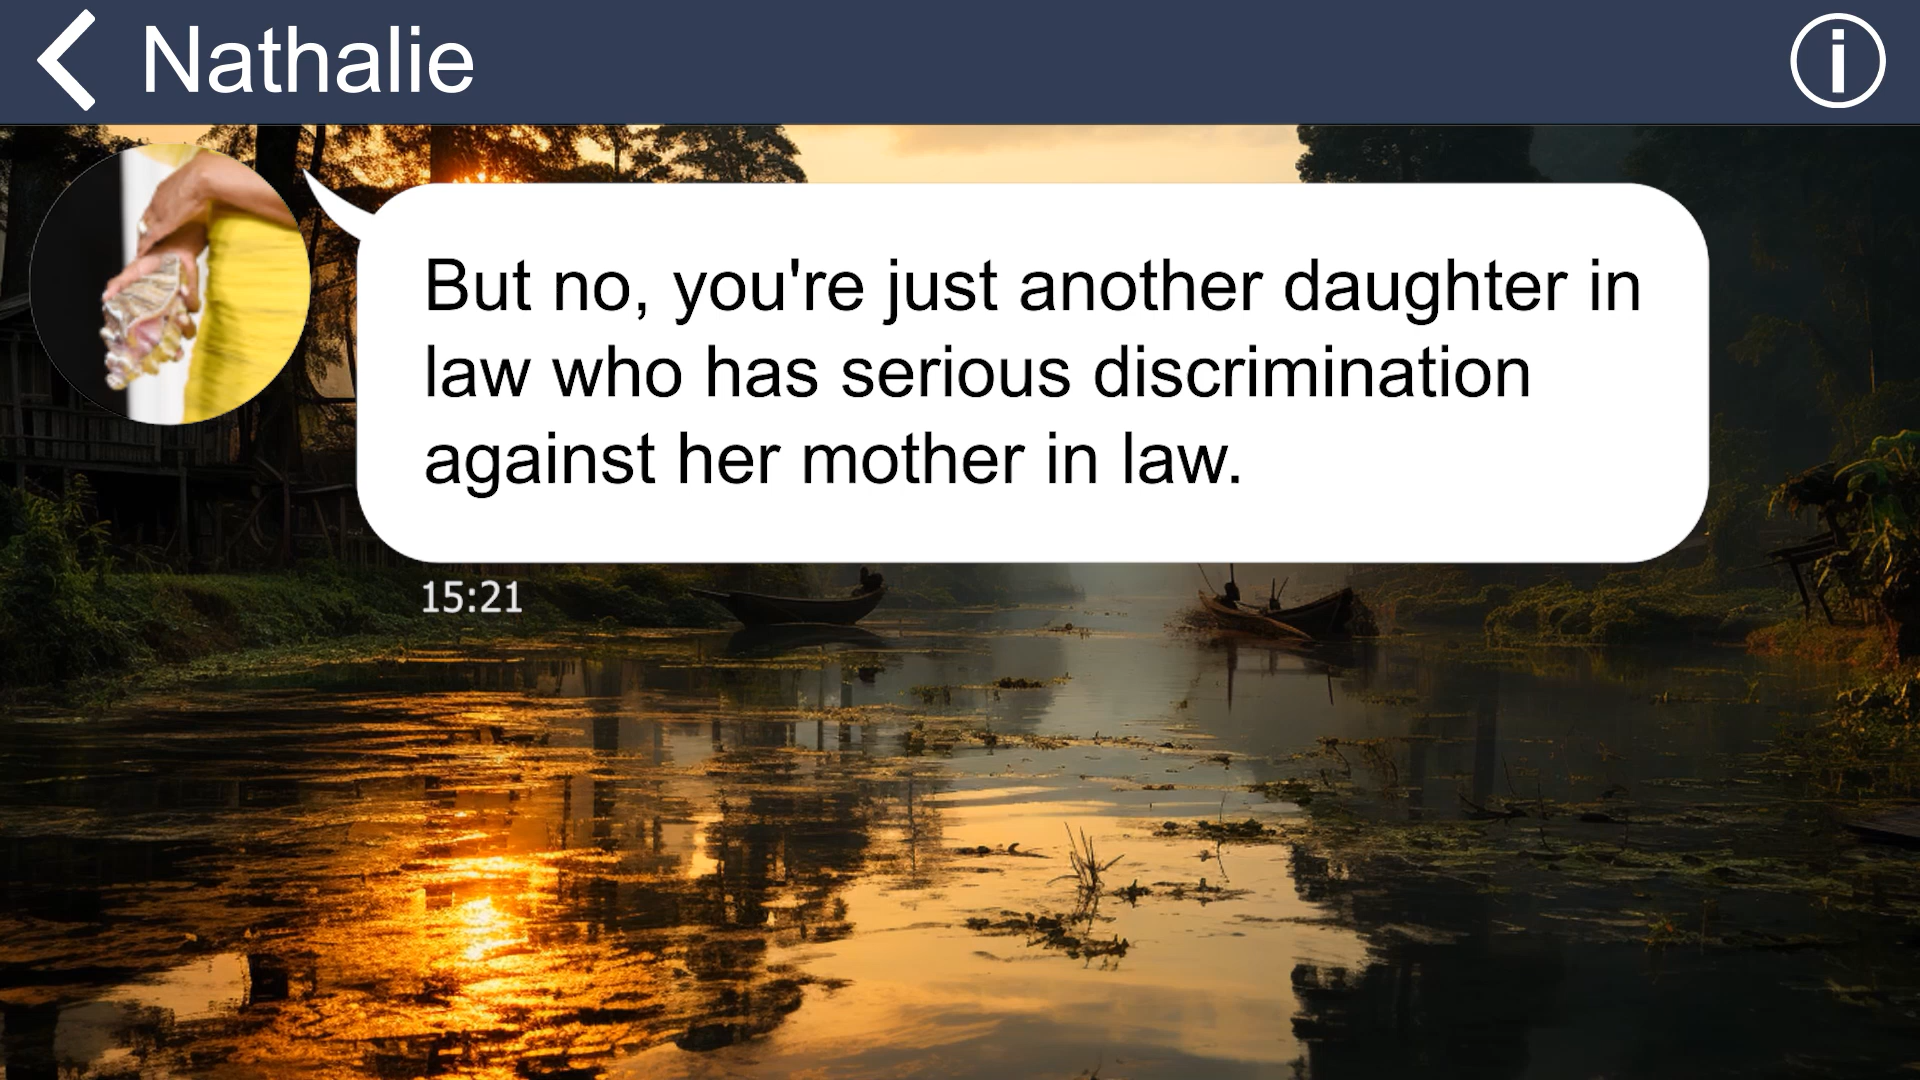 Nathalie
But no, you're just another daughter in
law who has serious discrimination
against her mother in law.
15:21